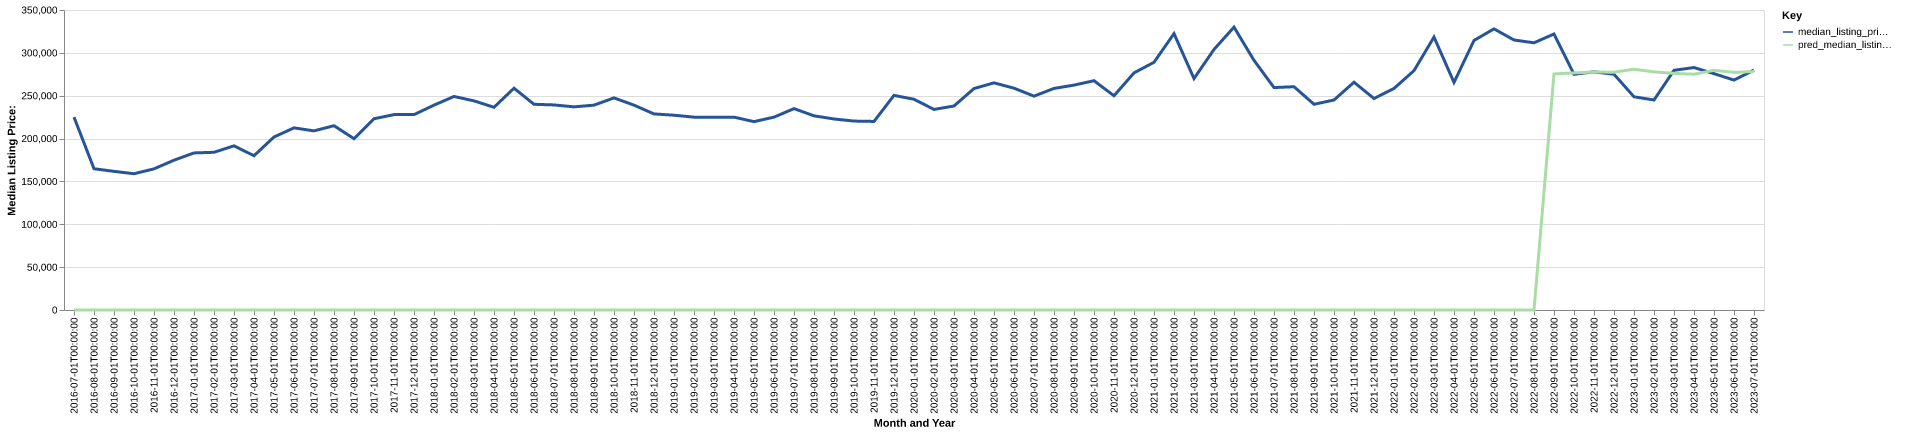 Key
median_listing_pri…
pred_median_listin…
Median Listing Price:
350,000
300,000
250,000
200,000
150,000
100,000
50,000
0
2016-07-01T00:00:00
2016-08-01T00:00:00
2016-09-01T00:00:00
2016-10-01T00:00:00
2016-11-01T00:00:00
2016-12-01T00:00:00
2017-01-01T00:00:00
2017-02-01T00:00:00
2017-03-01T00:00:00
2017-04-01T00:00:00
2017-05-01T00:00:00
2017-06-01T00:00:00
2017-07-01T00:00:00
2017-08-01T00:00:00
2017-09-01T00:00:00
2017-10-01T00:00:00
2017-11-01T00:00:00
2017-12-01T00:00:00
2018-01-01T00:00:00
2018-02-01T00:00:00
2018-03-01T00:00:00
2018-04-01T00:00:00
2018-05-01T00:00:00
2018-06-01T00:00:00
2018-07-01T00:00:00
2018-08-01T00:00:00
2018-09-01T00:00:00
2018-10-01T00:00:00
2018-11-01T00:00:00
2018-12-01T00:00:00
2019-01-01T00:00:00
2019-02-01T00:00:00
2019-03-01T00:00:00
2019-04-01T00:00:00
2019-05-01T00:00:00
2019-06-01T00:00:00
2019-07-01T00:00:00
2019-08-01T00:00:00
2019-09-01T00:00:00
2019-10-01T00:00:00
2019-11-01T00:00:00
2019-12-01T00:00:00
2020-01-01T00:00:00
2020-02-01T00:00:00
2020-03-01T00:00:00
2020-04-01T00:00:00
2020-05-01T00:00:00
2020-06-01T00:00:00
2020-07-01T00:00:00
2020-08-01T00:00:00
2020-09-01T00:00:00
2020-10-01T00:00:00
2020-11-01T00:00:00
2020-12-01T00:00:00
2021-01-01T00:00:00
2021-02-01T00:00:00
2021-03-01T00:00:00
2021-04-01T00:00:00
2021-05-01T00:00:00
2021-06-01T00:00:00
2021-07-01T00:00:00
2021-08-01T00:00:00
2021-09-01T00:00:00
2021-10-01T00:00:00
2021-11-01T00:00:00
2021-12-01T00:00:00
2022-01-01T00:00:00
2022-02-01T00:00:00
2022-03-01T00:00:00
2022-04-01T00:00:00
2022-05-01T00:00:00
2022-06-01T00:00:00
2022-07-01T00:00:00
2022-08-01T00:00:00
2022-09-01T00:00:00
2022-10-01T00:00:00
2022-11-01T00:00:00
2022-12-01T00:00:00
2023-01-01T00:00:00
2023-02-01T00:00:00
2023-03-01T00:00:00
2023-04-01T00:00:00
2023-05-01T00:00:00
2023-06-01T00:00:00
2023-07-01T00:00:00
Month and Year